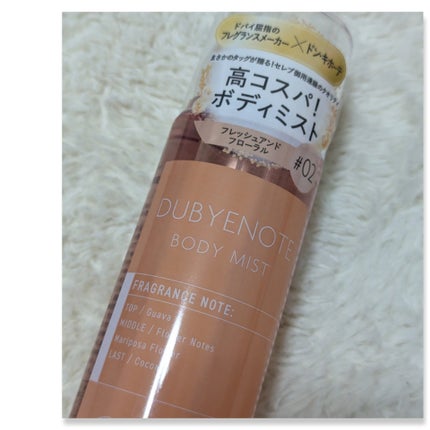 ドバイ屈指の
フレグランスメーカー×ドン・キホーテ
高コスパ!
ボディミスト
フレッシュアンド
フローラル
#02
DUBYENOTE
BODY MIST
FRAGRANCE NOTE:
TOP / Guava
MIDDLE / Flower Notes
Mariposa Flower
LAST /